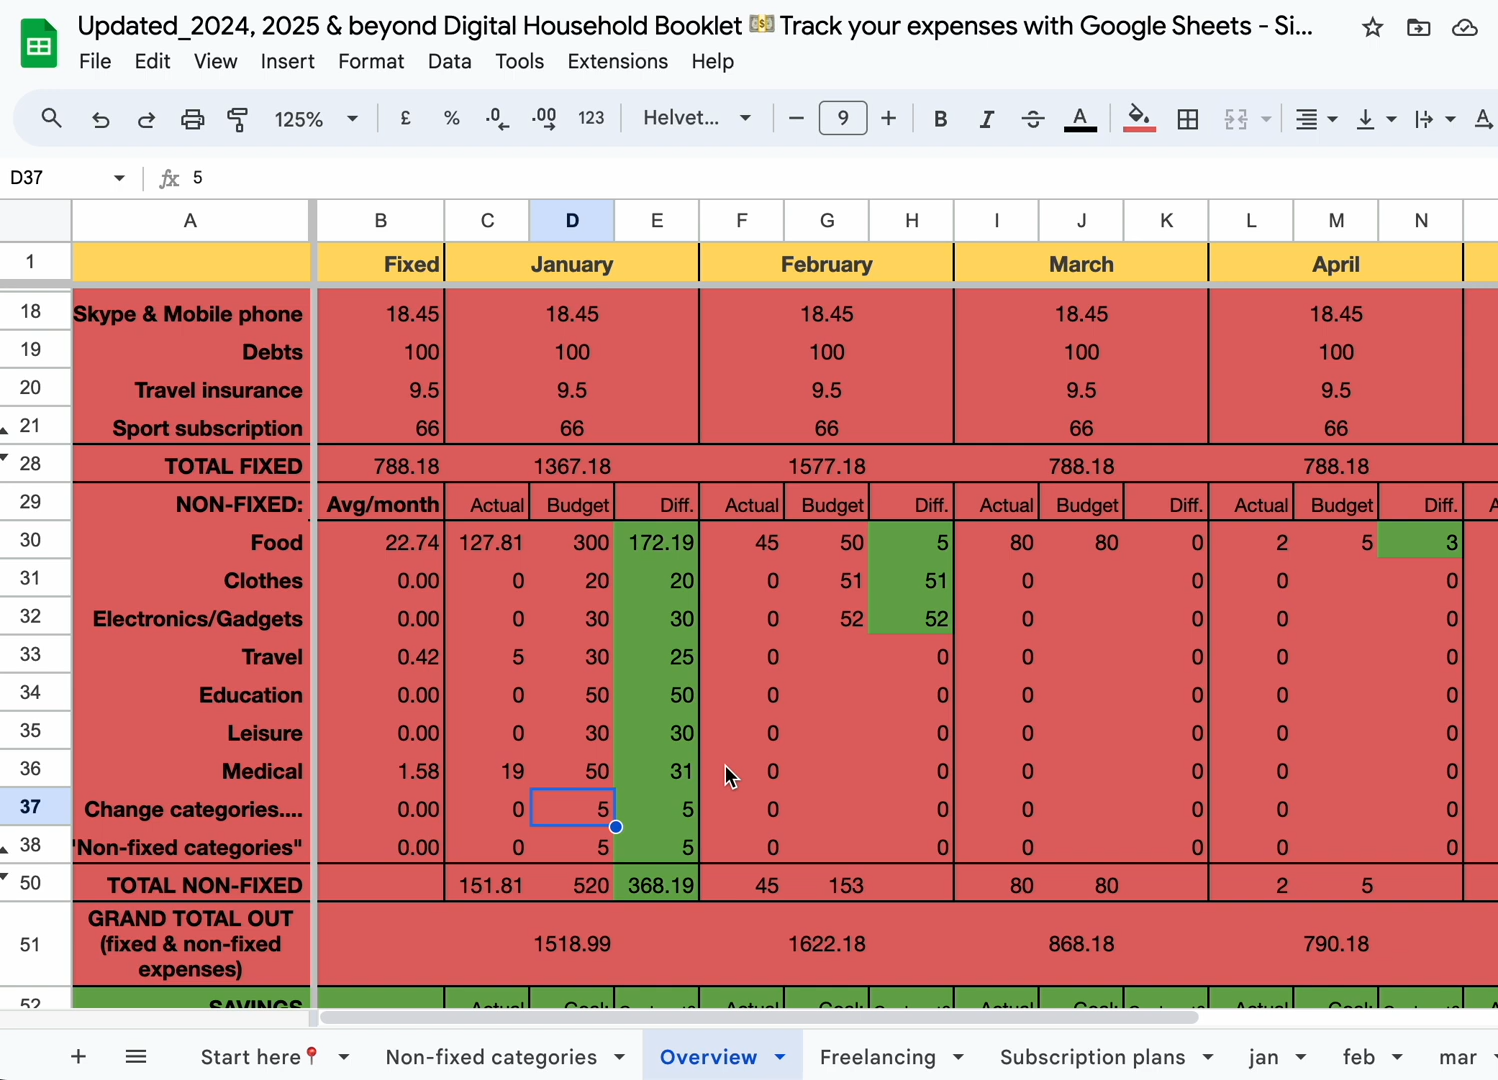 Updated_2024, 2025 & beyond Digital Household Booklet 💵 Track your expenses with Google Sheets - Si...
File Edit View Insert Format Data Tools Extensions Help
125% £ % .0 .00 123 Helvet... − 9 + B I S A A
D37 fx 5
A B C D E F G H I J K L M N
1 Fixed January February March April
18 Skype & Mobile phone 18.45 18.45 18.45 18.45 18.45
19 Debts 100 100 100 100 100
20 Travel insurance 9.5 9.5 9.5 9.5 9.5
21 Sport subscription 66 66 66 66 66
28 TOTAL FIXED 788.18 1367.18 1577.18 788.18 788.18
29 NON-FIXED: Avg/month Actual Budget Diff. Actual Budget Diff. Actual Budget Diff. Actual Budget Diff.
30 Food 22.74 127.81 300 172.19 45 50 5 80 80 0 2 5 3
31 Clothes 0.00 0 20 20 0 51 51 0 0 0 0
32 Electronics/Gadgets 0.00 0 30 30 0 52 52 0 0 0 0
33 Travel 0.42 5 30 25 0 0 0 0 0 0
34 Education 0.00 0 50 50 0 0 0 0 0 0
35 Leisure 0.00 0 30 30 0 0 0 0 0 0
36 Medical 1.58 19 50 31 0 0 0 0 0 0
37 Change categories.... 0.00 0 5 5 0 0 0 0 0 0
38 "Non-fixed categories" 0.00 0 5 5 0 0 0 0 0 0
50 TOTAL NON-FIXED 151.81 520 368.19 45 153 80 80 2 5
GRAND TOTAL OUT
51 (fixed & non-fixed 1518.99 1622.18 868.18 790.18
expenses)
52 SAVINGS Actual Goal: Actual Goal: Actual Goal: Actual Goal:
+ Start here📍 Non-fixed categories Overview Freelancing Subscription plans jan feb mar